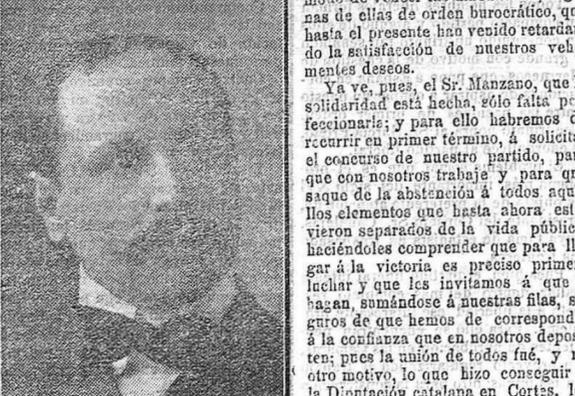 nas de ellas de orden burocrático, qu
hasta el presente han venido retardan
do la satisfacción de nuestros veh
mentes deseos.
Ya ve, pues, el Sr. Manzano, que
solidaridad está hecha, sólo falta pe
feccionarla; y para ello habremos d
recurrir en primer término, á solicita
el concurso de nuestro partido, par
que con nosotros trabaje y para qu
saque de la abstención á todos aque
llos elementos que hasta ahora est
vieron separados de la vida públic
haciéndoles comprender que para ll
gar á la victoria es preciso prime
luchar y que les invitamos á que
hagan, sumándose á nuestras filas, s
guros de que hemos de correspond
á la confianza que en nosotros depos
ten; pues la unión de todos fué, y n
otro motivo, lo que hizo conseguir
la Diputación catalana en Cortes, l